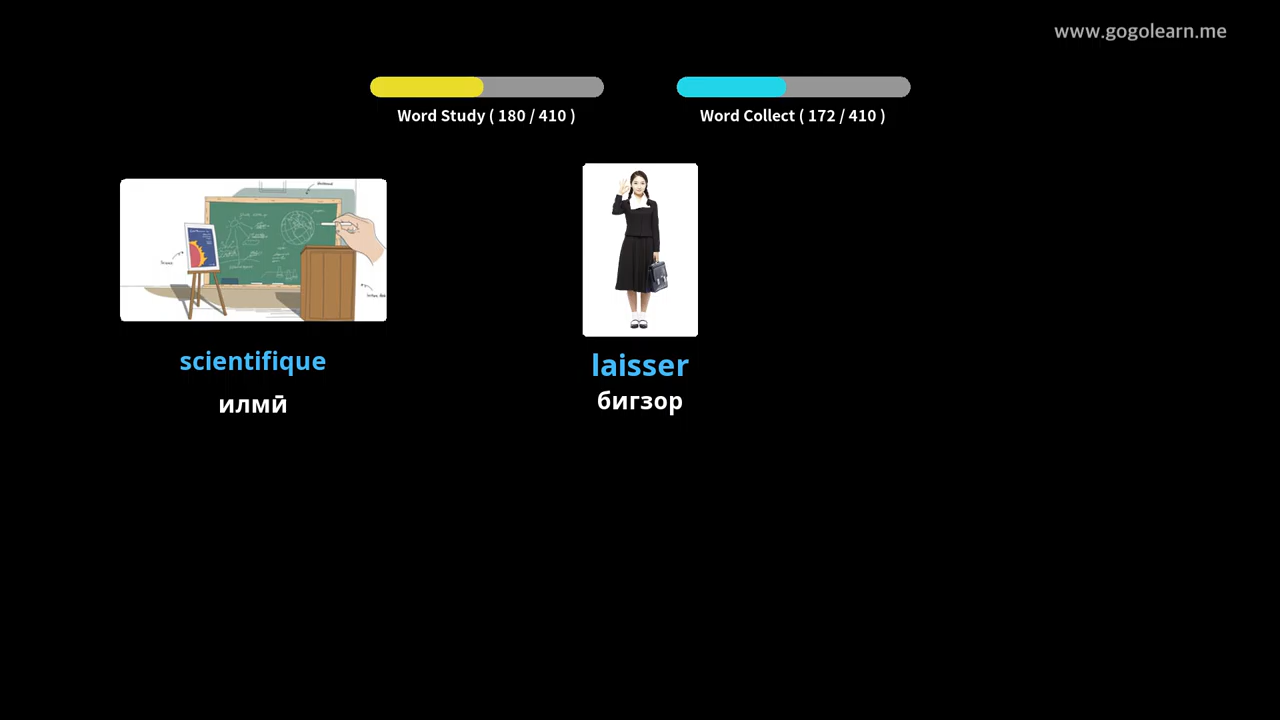 www.gogolearn.me
Word Study ( 180 / 410 )
Word Collect ( 172 / 410 )
scientifique
илмӣ
laisser
бигзор